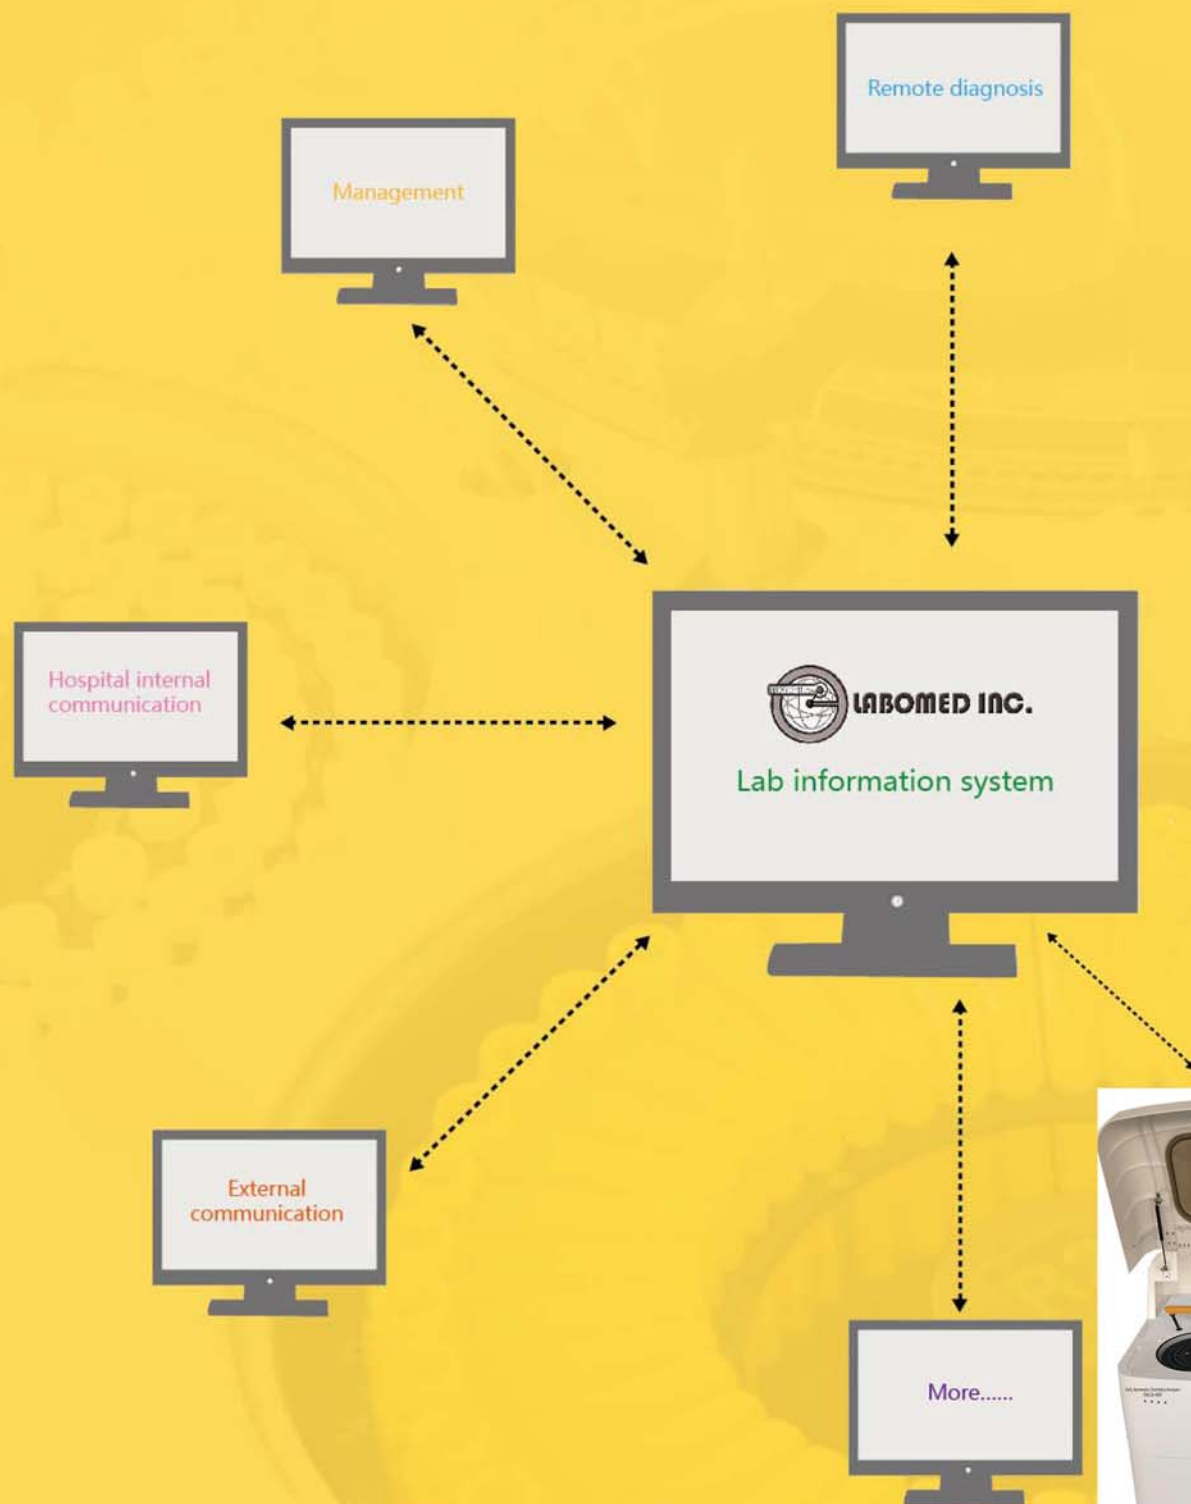 Remote diagnosis
Management
Hospital internal
communication
LABOMED INC.
Lab information system
External
communication
More......